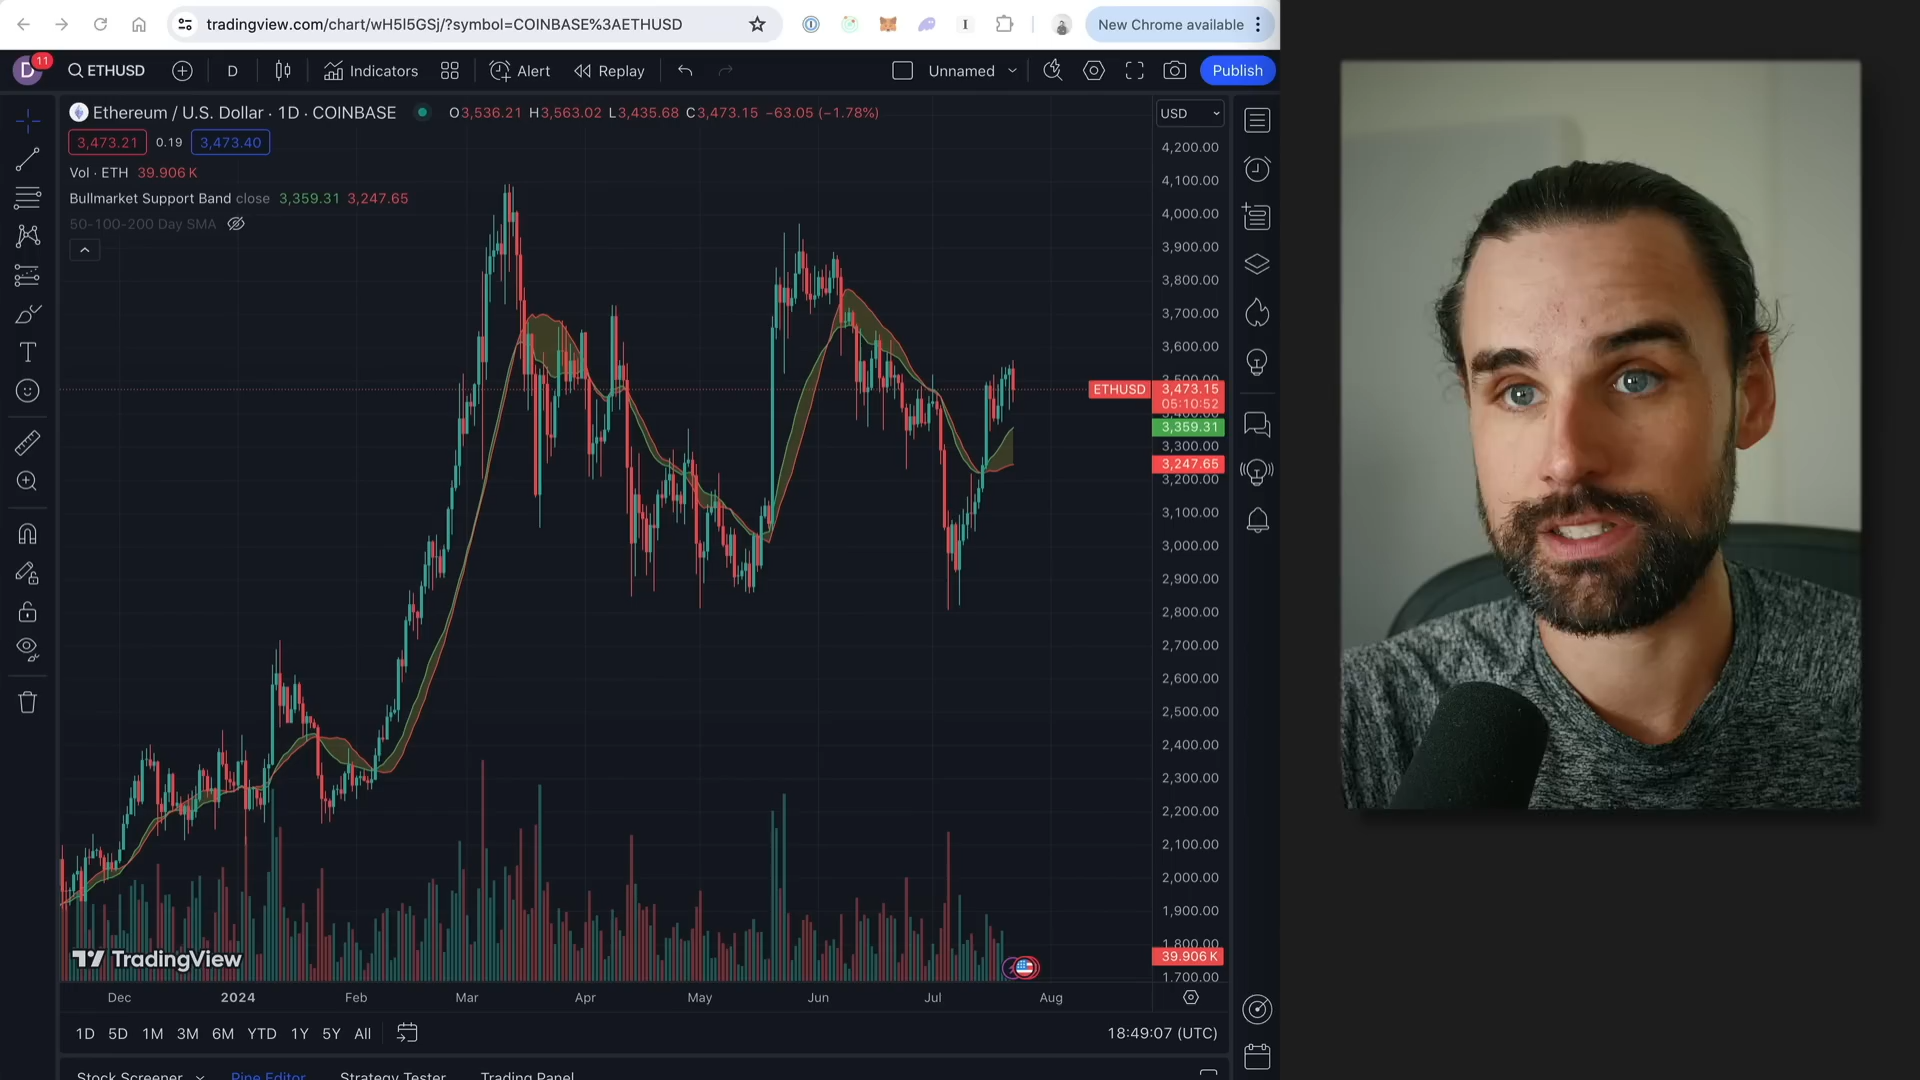 tradingview.com/chart/wH5I5GSj/?symbol=COINBASE%3AETHUSD
New Chrome available
D 11
ETHUSD
D
Indicators
Alert
Replay
Unnamed
Publish
Ethereum / U.S. Dollar · 1D · COINBASE
O3,536.21 H3,563.02 L3,435.68 C3,473.15 −63.05 (−1.78%)
USD
3,473.21 0.19 3,473.40
Vol · ETH 39.906 K
Bullmarket Support Band close 3,359.31 3,247.65
50-100-200 Day SMA
4,200.00
4,100.00
4,000.00
3,900.00
3,800.00
3,700.00
3,600.00
3,500.00
ETHUSD 3,473.15
05:10:52
3,400.00
3,359.31
3,300.00
3,247.65
3,200.00
3,100.00
3,000.00
2,900.00
2,800.00
2,700.00
2,600.00
2,500.00
2,400.00
2,300.00
2,200.00
2,100.00
2,000.00
1,900.00
1,800.00
39.906 K
1,700.00
TradingView
Dec 2024 Feb Mar Apr May Jun Jul Aug
1D 5D 1M 3M 6M YTD 1Y 5Y All
18:49:07 (UTC)
Stock Screener Pine Editor Strategy Tester Trading Panel